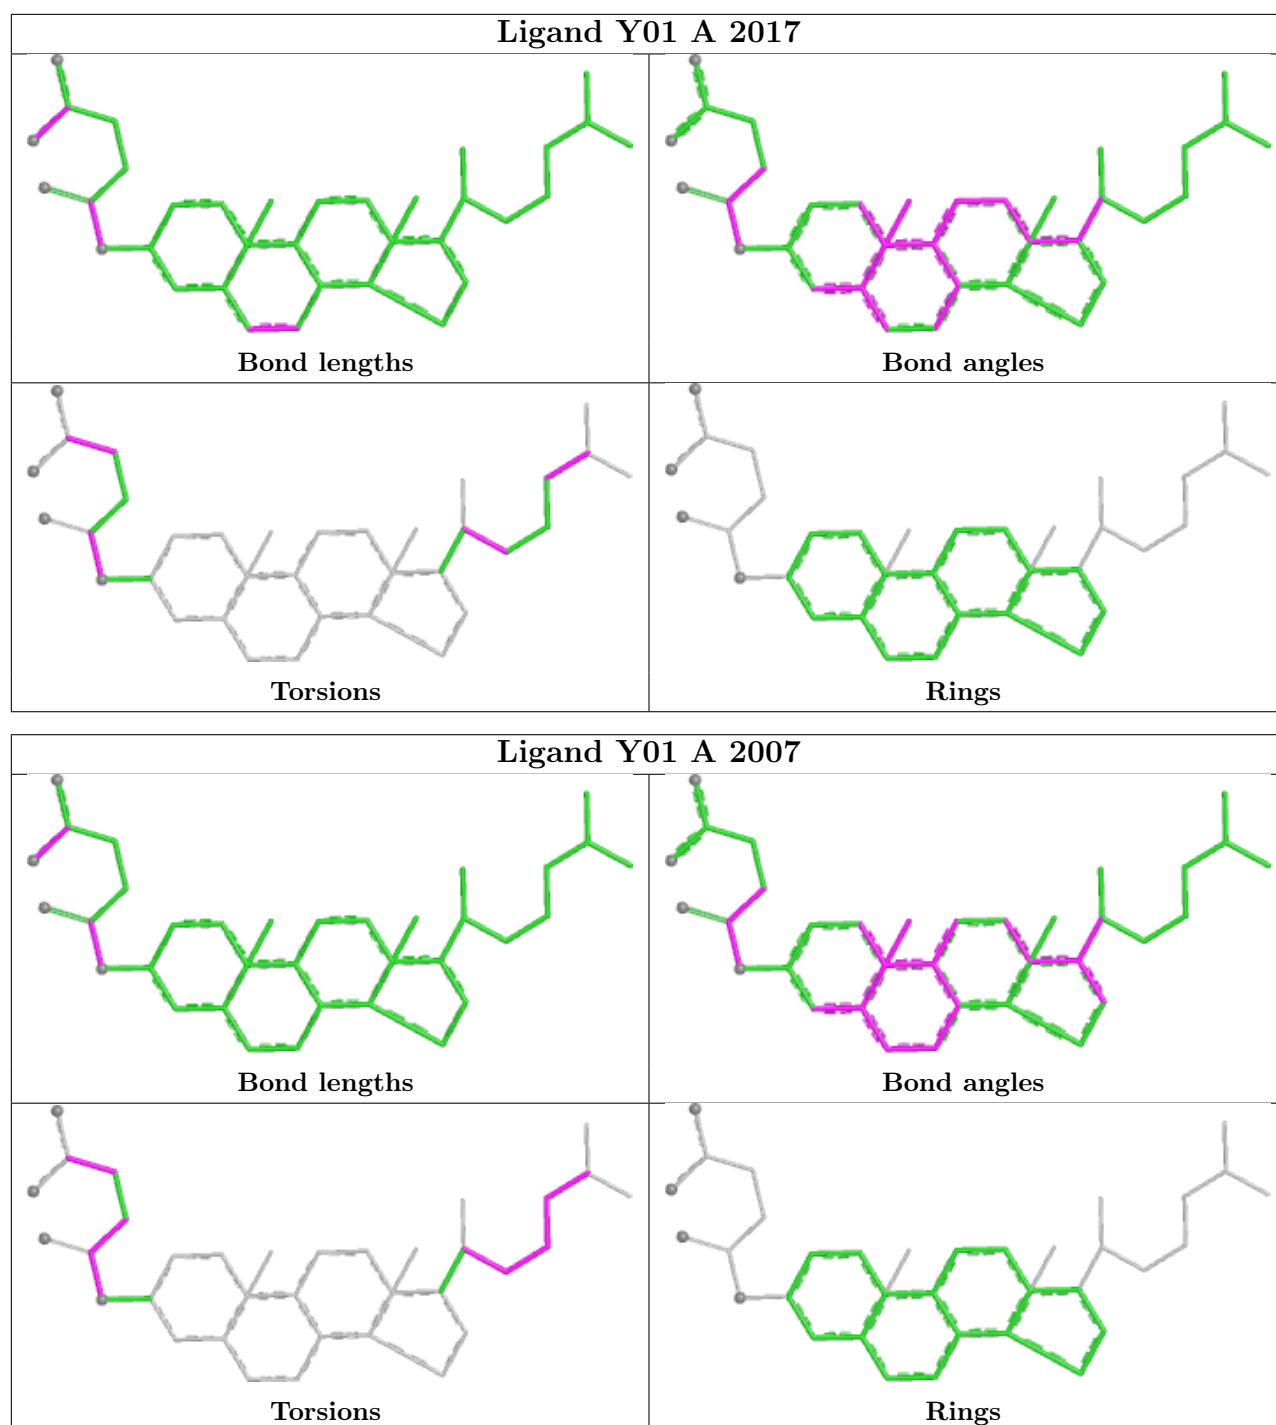 Ligand Y01 A 2017
Bond lengths
Bond angles
Torsions
Rings
Ligand Y01 A 2007
Bond lengths
Bond angles
Torsions
Rings